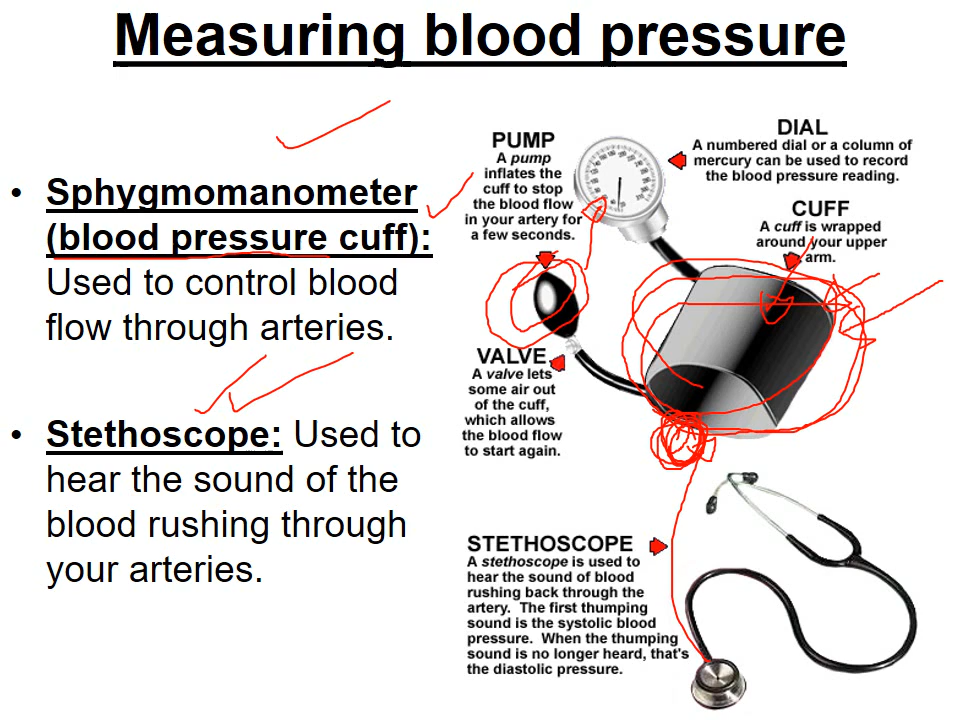 Measuring blood pressure
• Sphygmomanometer
(blood pressure cuff):
Used to control blood
flow through arteries.
• Stethoscope: Used to
hear the sound of the
blood rushing through
your arteries.
PUMP
A pump
inflates the
cuff to stop
the blood flow
in your artery for
a few seconds.
DIAL
A numbered dial or a column of
mercury can be used to record
the blood pressure reading.
CUFF
A cuff is wrapped
around your upper
arm.
VALVE
A valve lets
some air out
of the cuff,
which allows
the blood flow
to start again.
STETHOSCOPE
A stethoscope is used to
hear the sound of blood
rushing back through the
artery. The first thumping
sound is the systolic blood
pressure. When the thumping
sound is no longer heard, that's
the diastolic pressure.